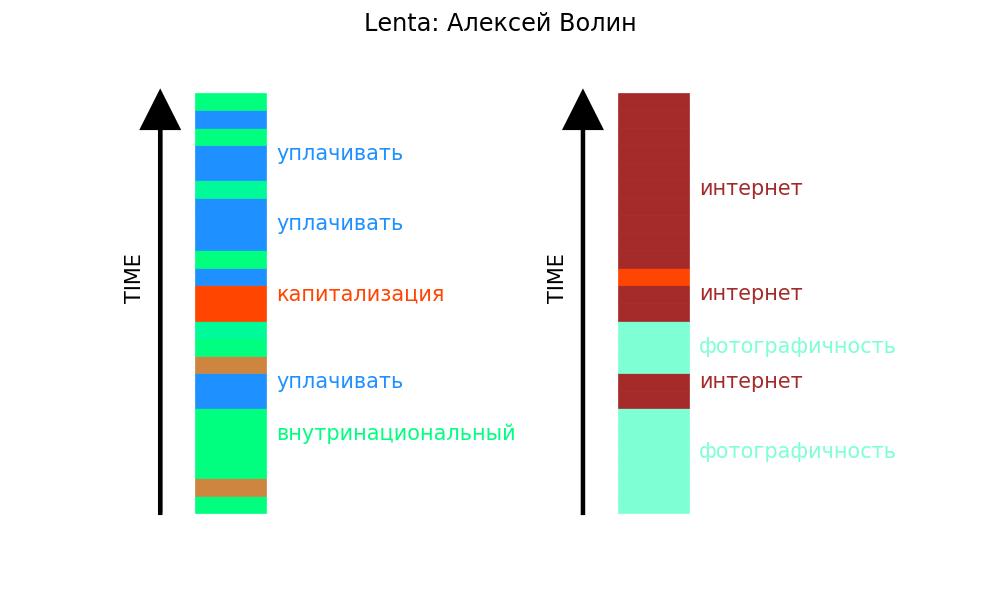 Lenta: Алексей Волин
TIME
уплачивать
уплачивать
капитализация
уплачивать
внутринациональный
TIME
интернет
интернет
фотографичность
интернет
фотографичность